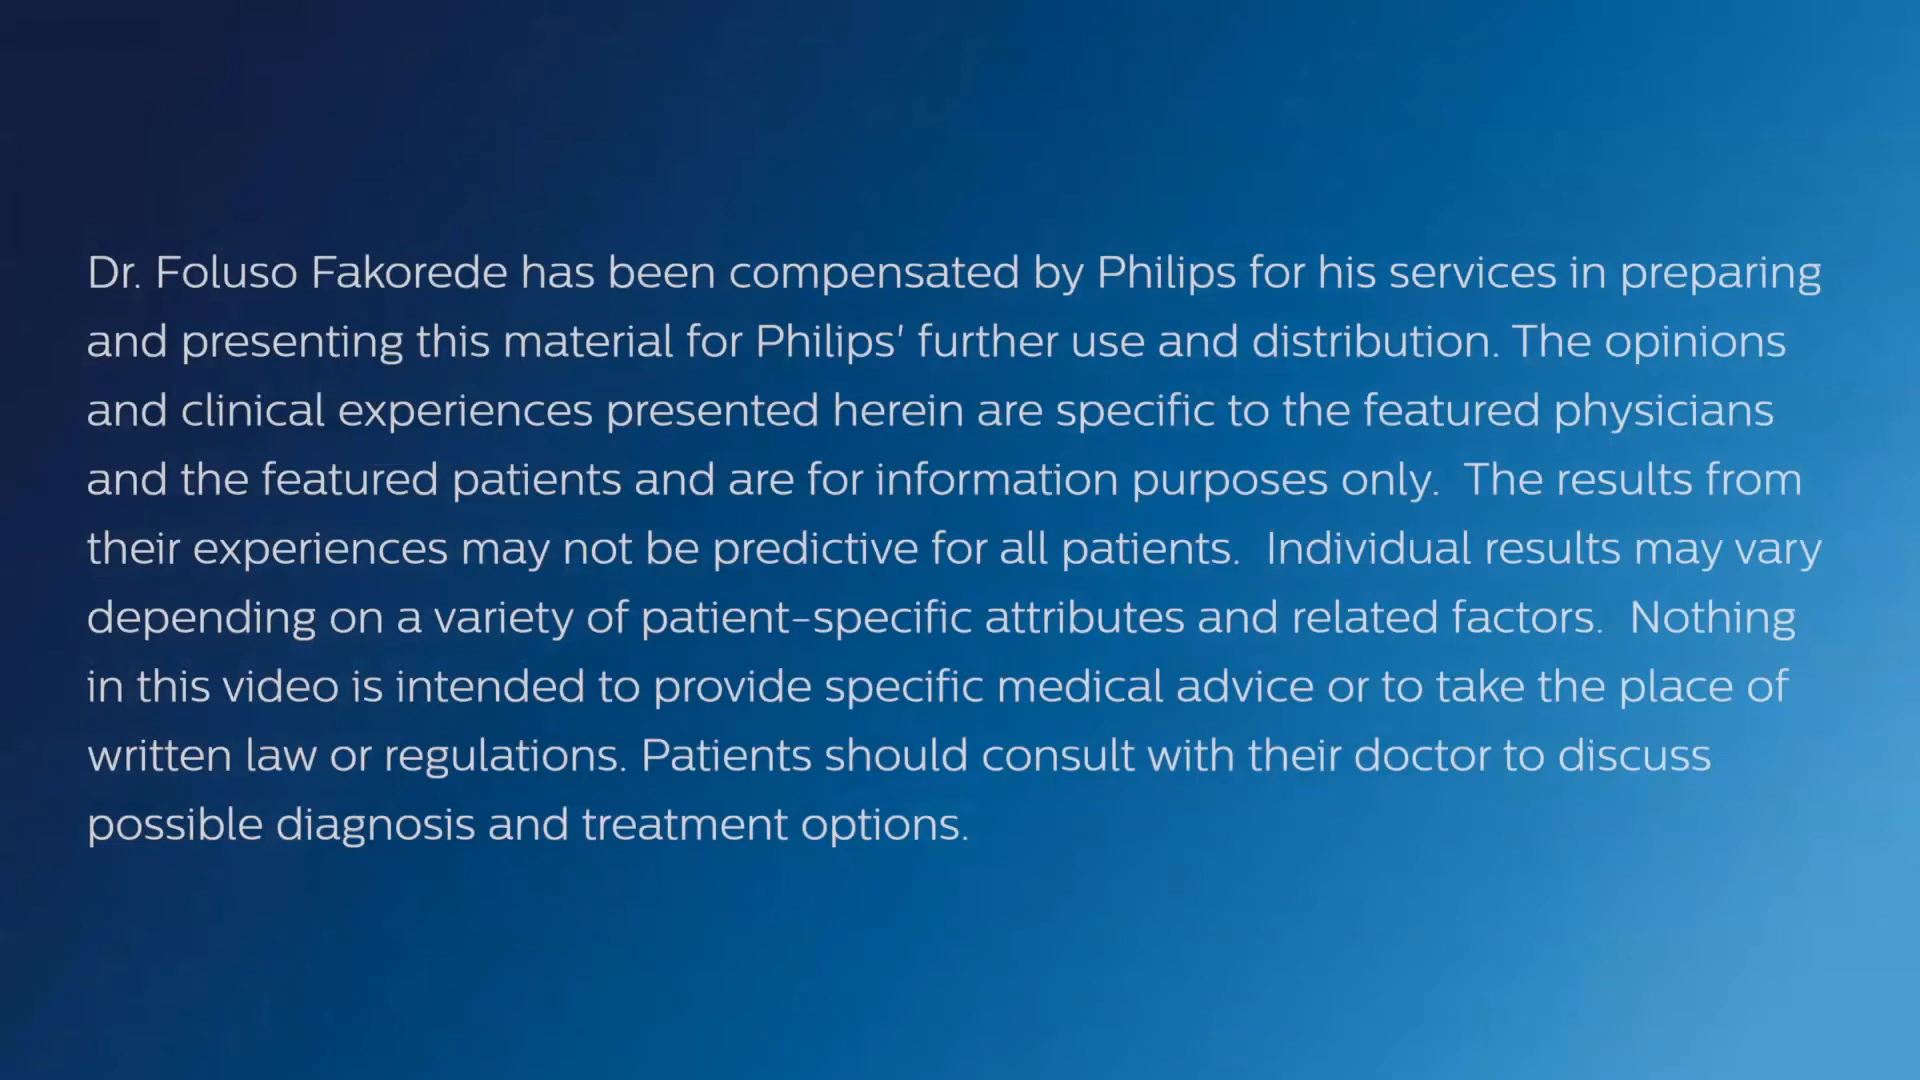 Dr. Foluso Fakorede has been compensated by Philips for his services in preparing
and presenting this material for Philips' further use and distribution. The opinions
and clinical experiences presented herein are specific to the featured physicians
and the featured patients and are for information purposes only.  The results from
their experiences may not be predictive for all patients.  Individual results may vary
depending on a variety of patient-specific attributes and related factors.  Nothing
in this video is intended to provide specific medical advice or to take the place of
written law or regulations. Patients should consult with their doctor to discuss
possible diagnosis and treatment options.